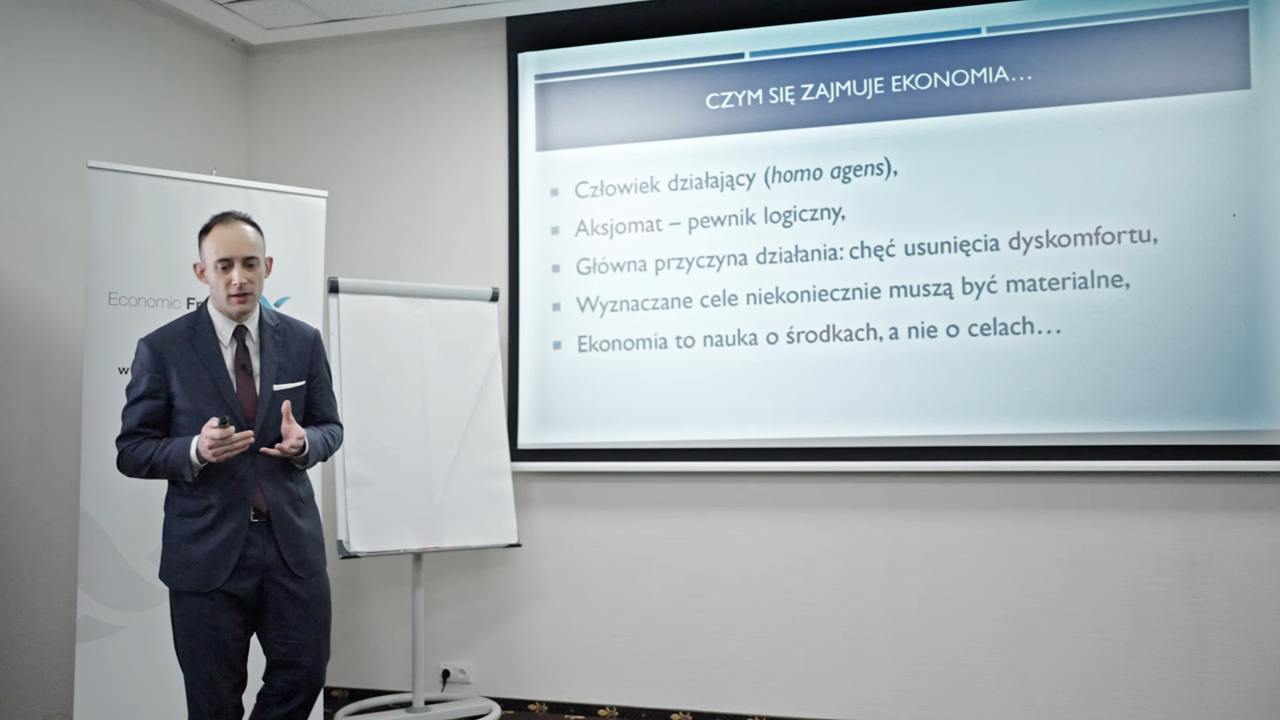 CZYM SIĘ ZAJMUJE EKONOMIA...
Człowiek działający (homo agens),
Aksjomat – pewnik logiczny,
Główna przyczyna działania: chęć usunięcia dyskomfortu,
Wyznaczane cele niekoniecznie muszą być materialne,
Ekonomia to nauka o środkach, a nie o celach...
Economic